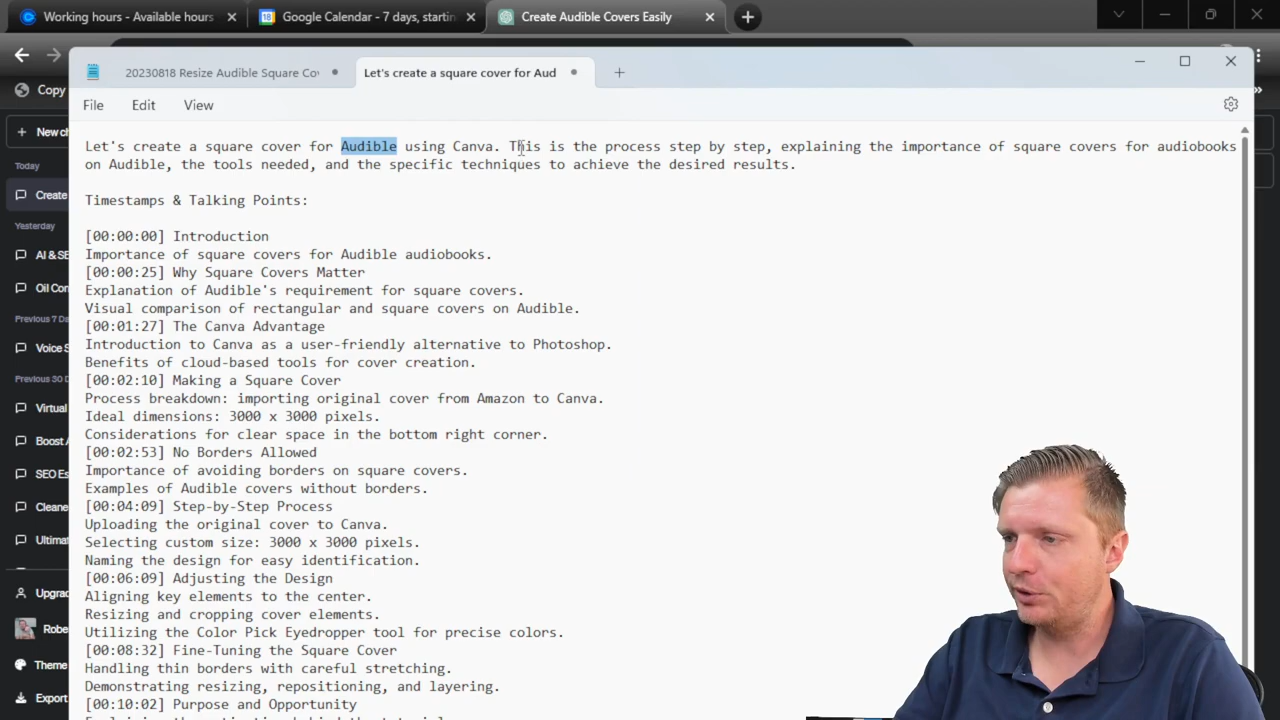 Working hours - Available hours
Google Calendar - 7 days, startin
Create Audible Covers Easily
20230818 Resize Audible Square Co
Let's create a square cover for Aud
Copy
File Edit View
New c
Today
Create
Yesterday
AI & SE
Oil Con
Previous 7 Da
Voice S
Previous 30 D
Virtual
Boost A
SEO Es
Cleane
Ultima
Upgra
Robe
Theme
Export
Let's create a square cover for Audible using Canva. This is the process step by step, explaining the importance of square covers for audiobooks
on Audible, the tools needed, and the specific techniques to achieve the desired results.
Timestamps & Talking Points:
[00:00:00] Introduction
Importance of square covers for Audible audiobooks.
[00:00:25] Why Square Covers Matter
Explanation of Audible's requirement for square covers.
Visual comparison of rectangular and square covers on Audible.
[00:01:27] The Canva Advantage
Introduction to Canva as a user-friendly alternative to Photoshop.
Benefits of cloud-based tools for cover creation.
[00:02:10] Making a Square Cover
Process breakdown: importing original cover from Amazon to Canva.
Ideal dimensions: 3000 x 3000 pixels.
Considerations for clear space in the bottom right corner.
[00:02:53] No Borders Allowed
Importance of avoiding borders on square covers.
Examples of Audible covers without borders.
[00:04:09] Step-by-Step Process
Uploading the original cover to Canva.
Selecting custom size: 3000 x 3000 pixels.
Naming the design for easy identification.
[00:06:09] Adjusting the Design
Aligning key elements to the center.
Resizing and cropping cover elements.
Utilizing the Color Pick Eyedropper tool for precise colors.
[00:08:32] Fine-Tuning the Square Cover
Handling thin borders with careful stretching.
Demonstrating resizing, repositioning, and layering.
[00:10:02] Purpose and Opportunity